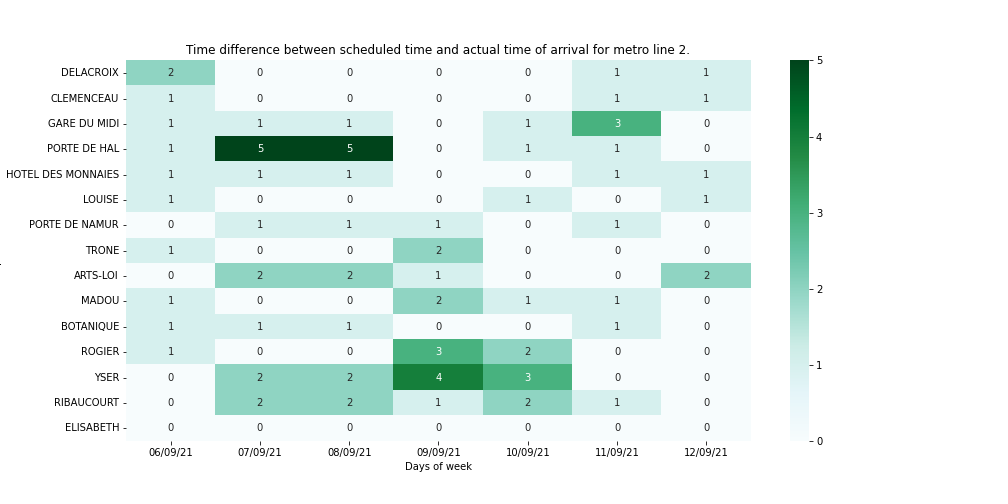 Time difference between scheduled time and actual time of arrival for metro line 2.
DELACROIX 2 0 0 0 0 1 1
CLEMENCEAU 1 0 0 0 0 1 1
GARE DU MIDI 1 1 1 0 1 3 0
PORTE DE HAL 1 5 5 0 1 1 0
HOTEL DES MONNAIES 1 1 1 0 0 1 1
LOUISE 1 0 0 0 1 0 1
PORTE DE NAMUR 0 1 1 1 0 1 0
TRONE 1 0 0 2 0 0 0
ARTS-LOI 0 2 2 1 0 0 2
MADOU 1 0 0 2 1 1 0
BOTANIQUE 1 1 1 0 0 1 0
ROGIER 1 0 0 3 2 0 0
YSER 0 2 2 4 3 0 0
RIBAUCOURT 0 2 2 1 2 1 0
ELISABETH 0 0 0 0 0 0 0
06/09/21 07/09/21 08/09/21 09/09/21 10/09/21 11/09/21 12/09/21
Days of week
5
4
3
2
1
0